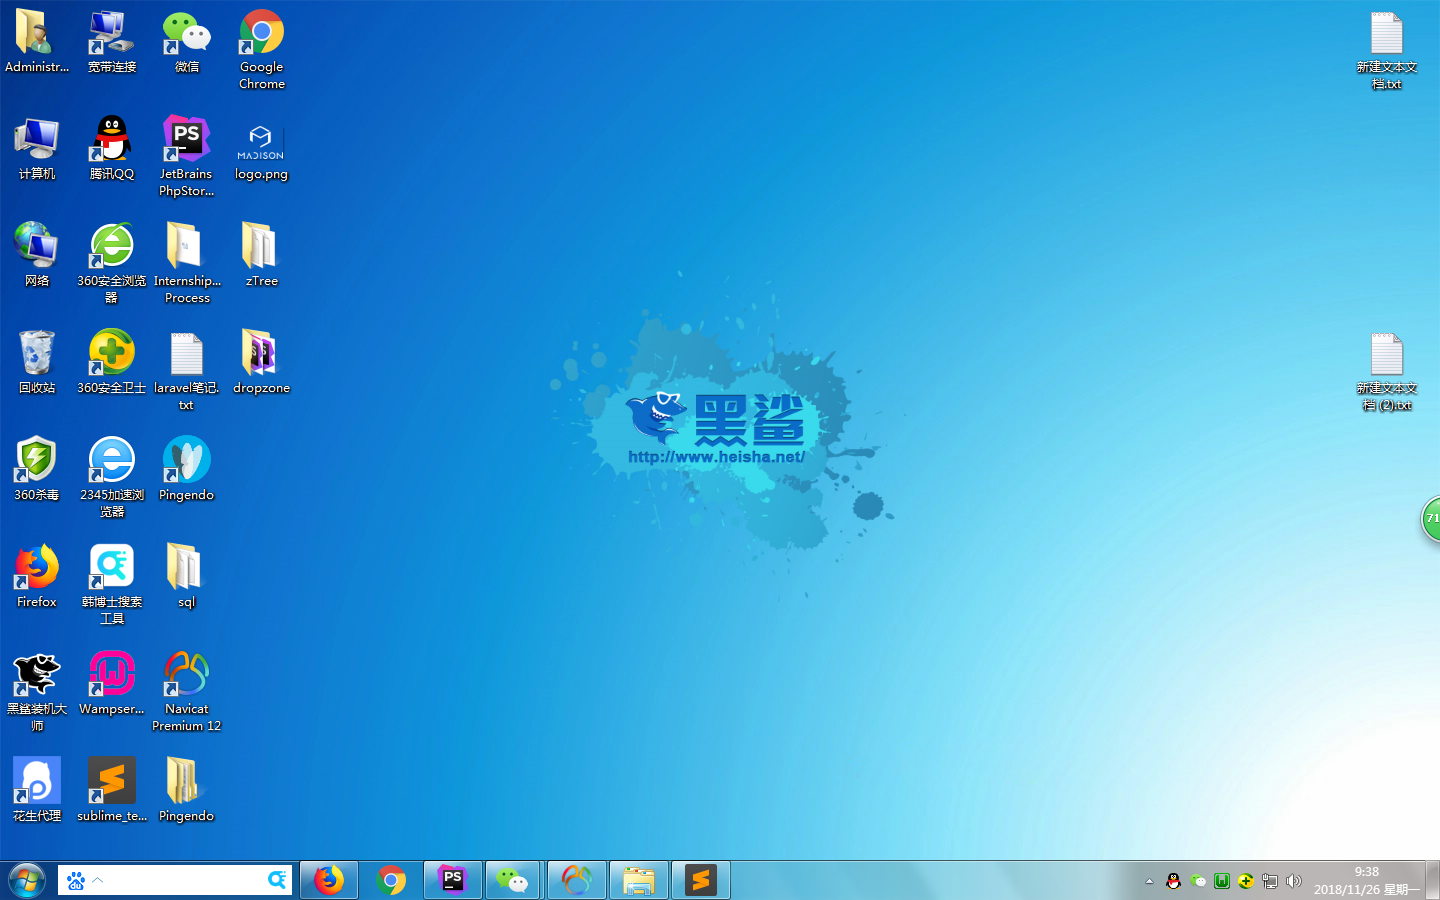 Administr...
宽带连接
微信
Google
Chrome
新建文本文
档.txt
计算机
腾讯QQ
PS
JetBrains
PhpStor...
MADISON
logo.png
网络
360安全浏览
器
Internship...
Process
zTree
回收站
360安全卫士
laravel笔记.
txt
dropzone
新建文本文
档 (2).txt
黑鲨
http://www.heisha.net/
360杀毒
2345加速浏
览器
Pingendo
71
Firefox
韩博士搜索
工具
sql
黑鲨装机大
师
Wampser...
Navicat
Premium 12
花生代理
sublime_te...
Pingendo
du
PS
9:38
2018/11/26 星期一